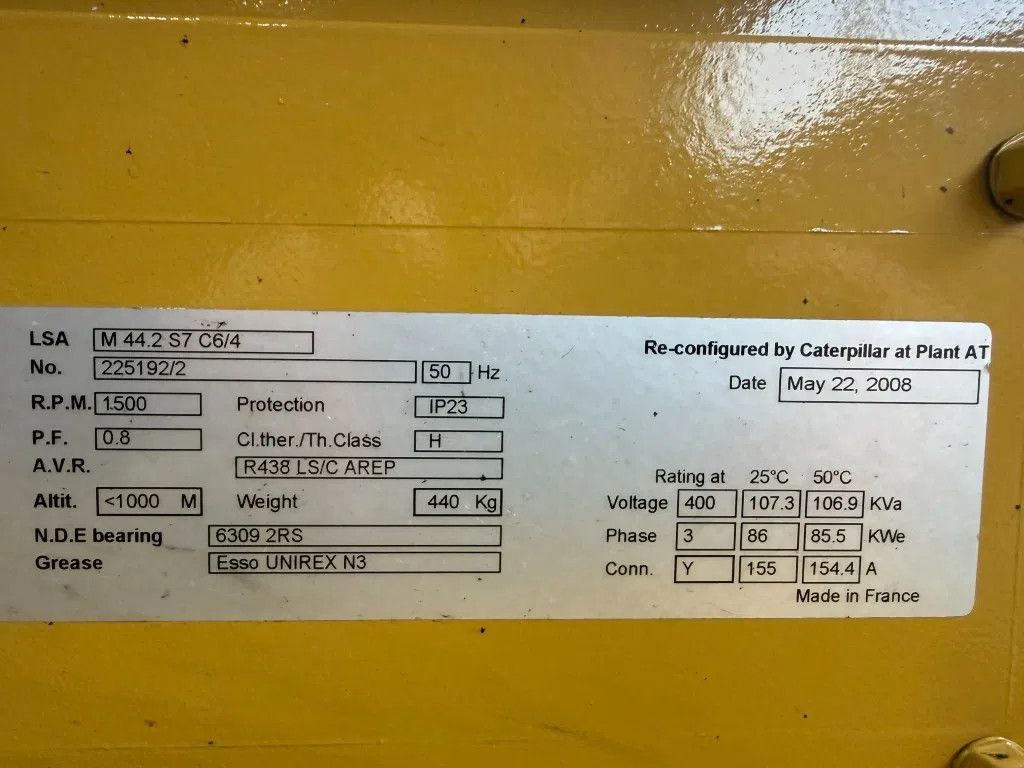 LSA M 44.2 S7 C6/4
No. 225192/2 50 Hz
R.P.M. 1500 Protection IP23
P.F. 0.8 Cl.ther./Th.Class H
A.V.R. R438 LS/C AREP
Altit. <1000 M Weight 440 Kg
N.D.E bearing 6309 2RS
Grease Esso UNIREX N3
Re-configured by Caterpillar at Plant AT
Date May 22, 2008
Rating at 25°C 50°C
Voltage 400 107.3 106.9 KVa
Phase 3 86 85.5 KWe
Conn. Y 155 154.4 A
Made in France